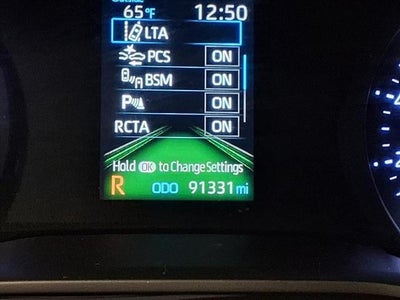 65°F 12:50
LTA
PCS ON
BSM ON
P ON
RCTA ON
Hold OK to Change Settings
R ODO 91331 mi